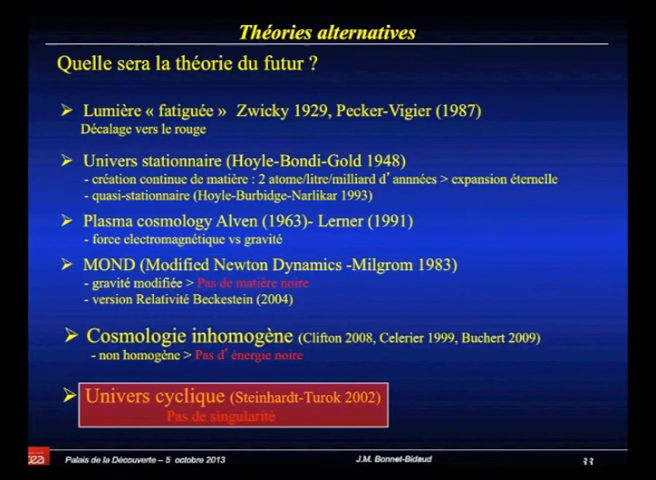 Théories alternatives
Quelle sera la théorie du futur ?
➢ Lumière « fatiguée » Zwicky 1929, Pecker-Vigier (1987)
Décalage vers le rouge
➢ Univers stationnaire (Hoyle-Bondi-Gold 1948)
- création continue de matière : 2 atome/litre/milliard d’ annnées > expansion éternelle
- quasi-stationnaire (Hoyle-Burbidge-Narlikar 1993)
➢ Plasma cosmology Alven (1963)- Lerner (1991)
- force electromagnétique vs gravité
➢ MOND (Modified Newton Dynamics -Milgrom 1983)
- gravité modifiée > Pas de matière noire
- version Relativité Beckestein (2004)
➢ Cosmologie inhomogène (Clifton 2008, Celerier 1999, Buchert 2009)
- non homogène > Pas d’ énergie noire
➢ Univers cyclique (Steinhardt-Turok 2002)
Pas de singularité
cea Palais de la Découverte – 5 octobre 2013 J.M. Bonnet-Bidaud